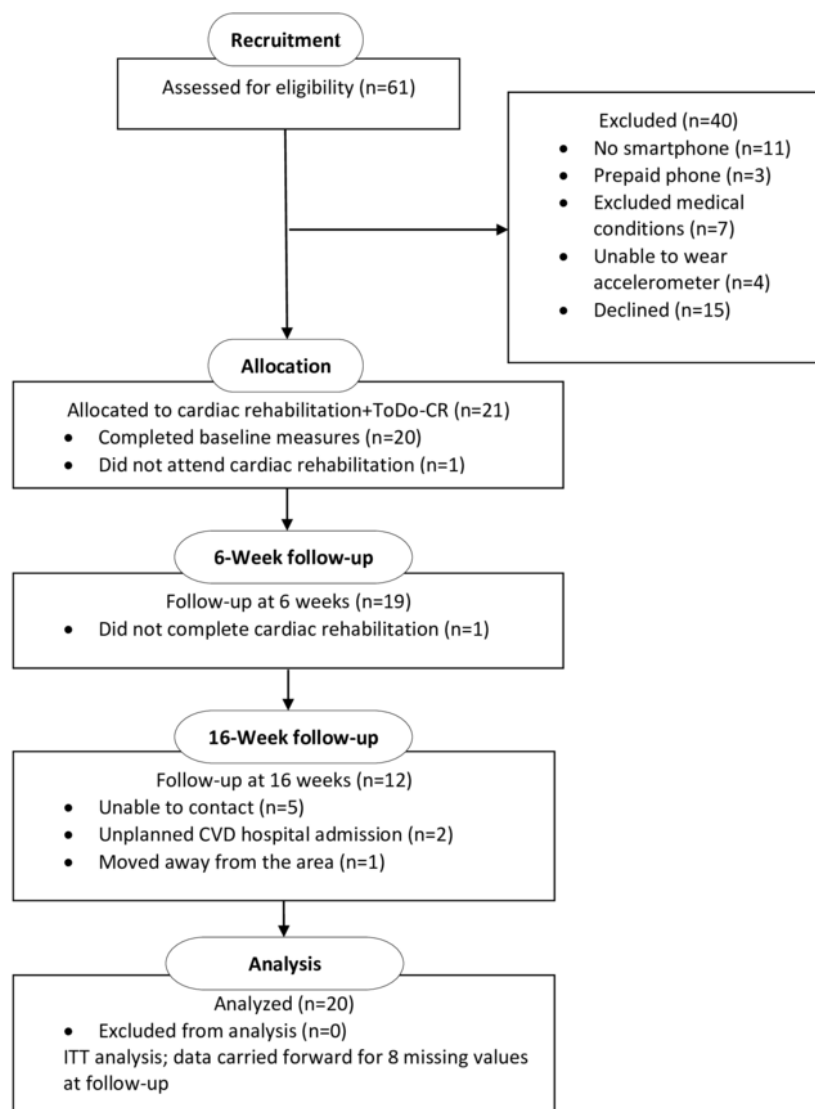 Recruitment
Assessed for eligibility (n=61)
Excluded (n=40)
• No smartphone (n=11)
• Prepaid phone (n=3)
• Excluded medical
conditions (n=7)
• Unable to wear
accelerometer (n=4)
• Declined (n=15)
Allocation
Allocated to cardiac rehabilitation+ToDo-CR (n=21)
• Completed baseline measures (n=20)
• Did not attend cardiac rehabilitation (n=1)
6-Week follow-up
Follow-up at 6 weeks (n=19)
• Did not complete cardiac rehabilitation (n=1)
16-Week follow-up
Follow-up at 16 weeks (n=12)
• Unable to contact (n=5)
• Unplanned CVD hospital admission (n=2)
• Moved away from the area (n=1)
Analysis
Analyzed (n=20)
• Excluded from analysis (n=0)
ITT analysis; data carried forward for 8 missing values
at follow-up